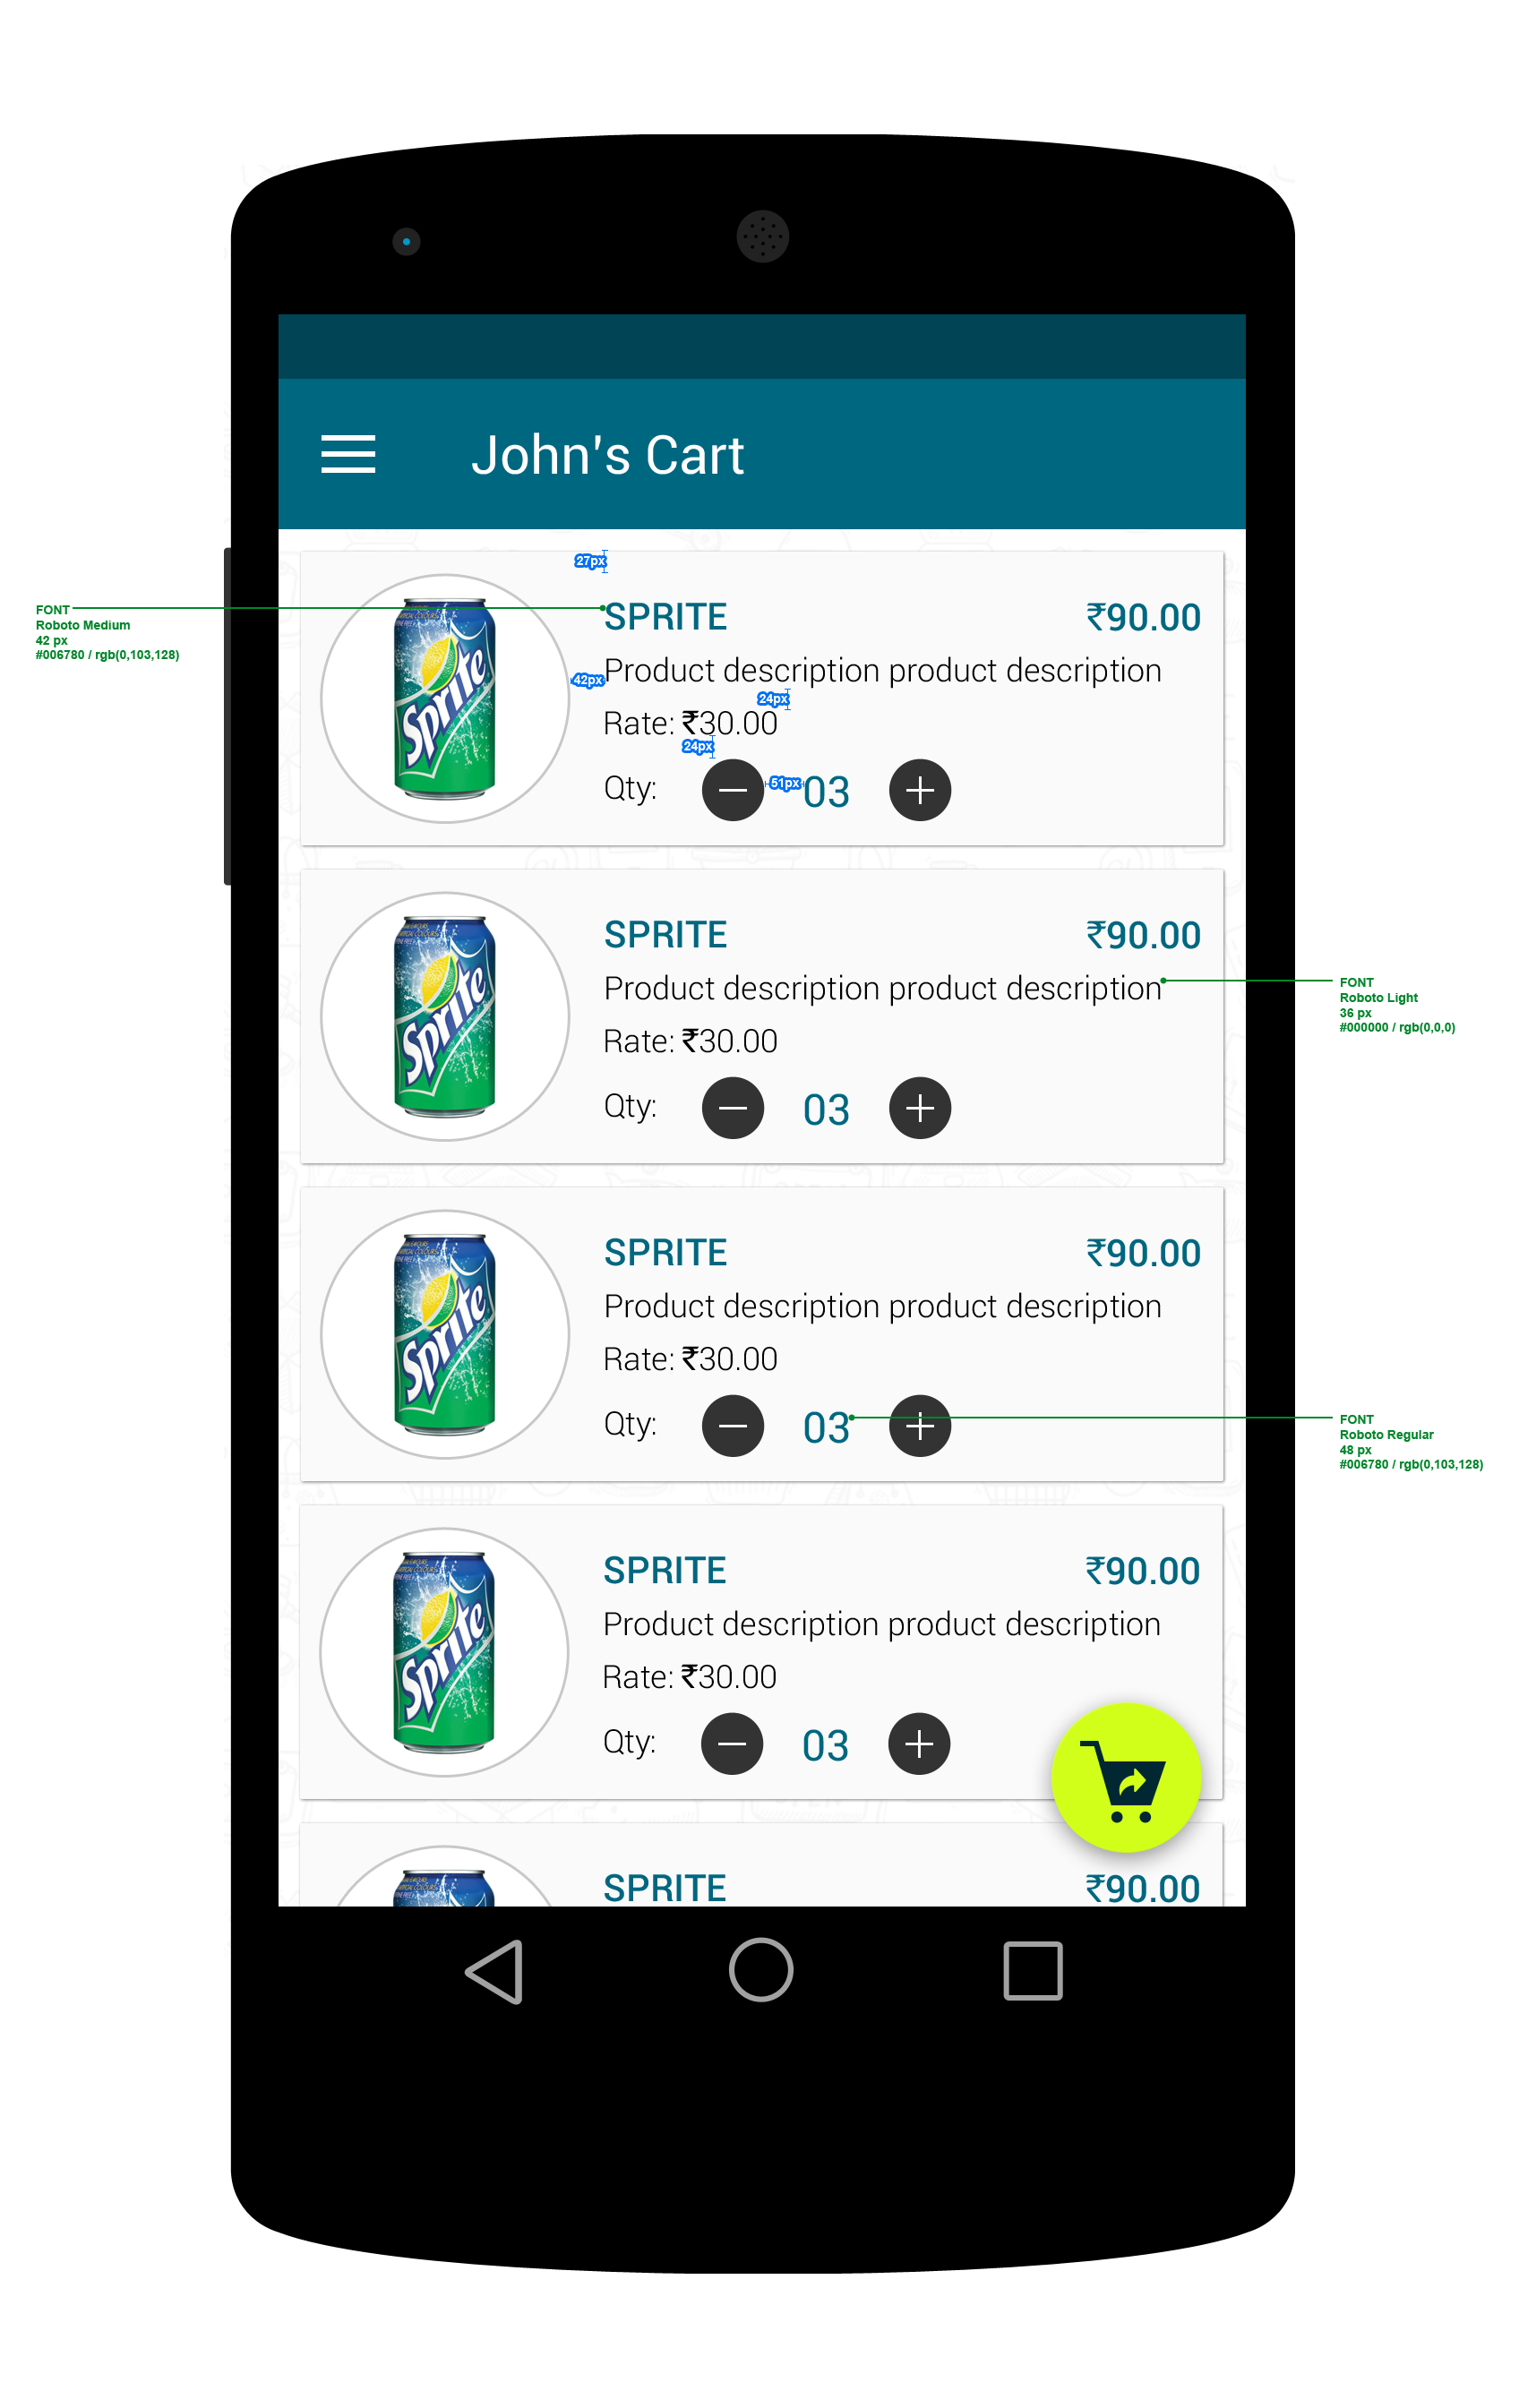 John's Cart
27px
FONT
Roboto Medium
42 px
#006780 / rgb(0,103,128)
SPRITE
₹90.00
42px
Product description product description
24px
Rate: ₹30.00
24px
Qty:
51px
03
Sprite
SPRITE
₹90.00
Product description product description
FONT
Roboto Light
36 px
#000000 / rgb(0,0,0)
Rate: ₹30.00
Qty:
03
Sprite
SPRITE
₹90.00
Product description product description
Rate: ₹30.00
Qty:
03
FONT
Roboto Regular
48 px
#006780 / rgb(0,103,128)
Sprite
SPRITE
₹90.00
Product description product description
Rate: ₹30.00
Qty:
03
Sprite
SPRITE
₹90.00